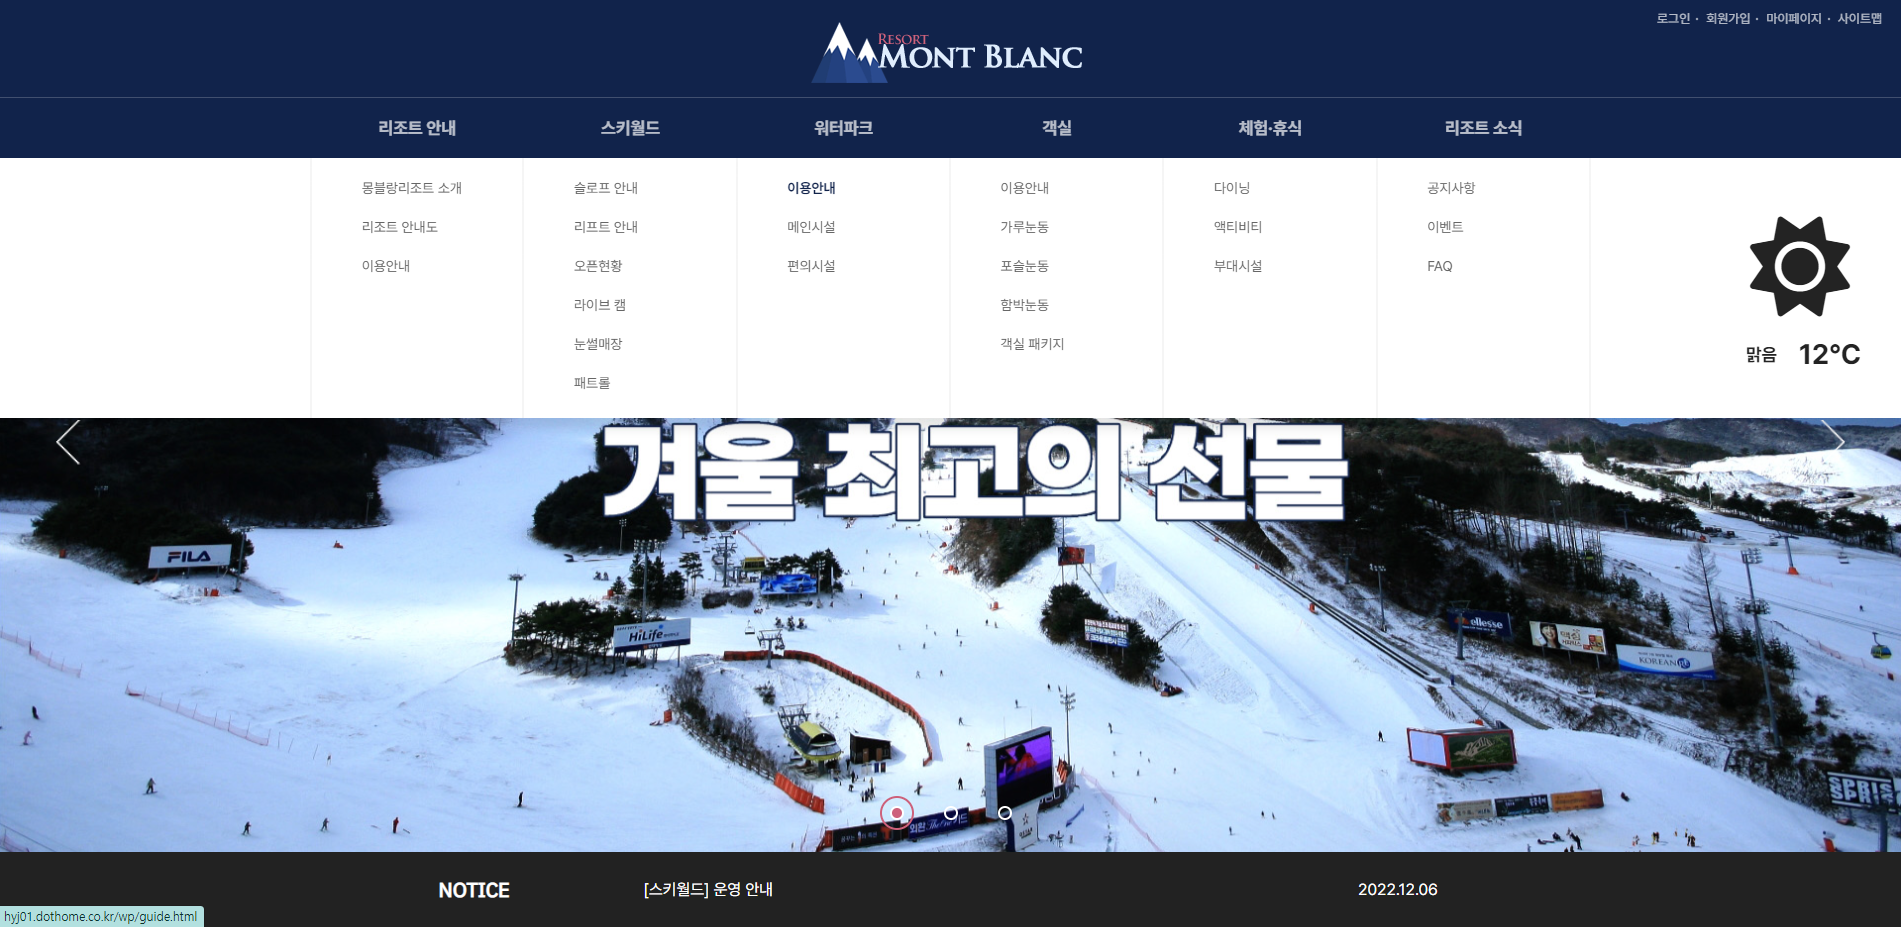 로그인 · 회원가입 · 마이페이지 · 사이트맵
RESORT
MONT BLANC
리조트 안내 스키월드 워터파크 객실 체험·휴식 리조트 소식
몽블랑리조트 소개 슬로프 안내 이용안내 이용안내 다이닝 공지사항
리조트 안내도 리프트 안내 메인시설 가루눈동 액티비티 이벤트
이용안내 오픈현황 편의시설 포슬눈동 부대시설 FAQ
라이브 캠 함박눈동
눈썰매장 객실 패키지
패트롤
맑음 12°C
겨울 최고의 선물
FILA
HiLife
ellesse
KOREAN
SPRIS
NOTICE [스키월드] 운영 안내 2022.12.06
hyj01.dothome.co.kr/wp/guide.html